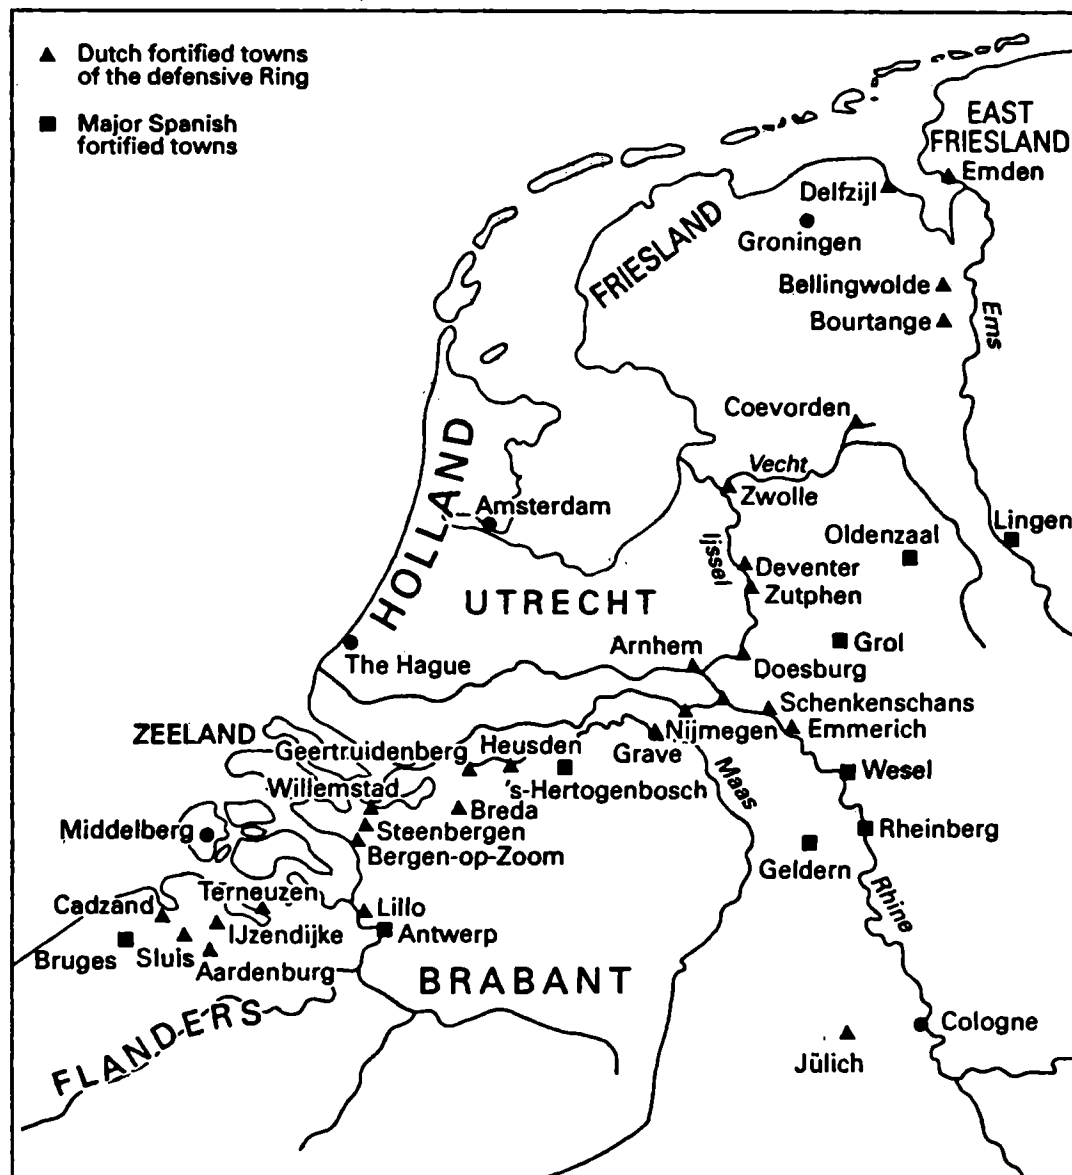 Dutch fortified towns
of the defensive Ring
Major Spanish
fortified towns
EAST
FRIESLAND
Emden
Delfzijl
FRIESLAND
Groningen
Bellingwolde
Bourtange
Ems
Coevorden
Vecht
Zwolle
HOLLAND
Amsterdam
Lingen
Oldenzaal
Ijssel
Deventer
Zutphen
UTRECHT
Arnhem
Grol
The Hague
Doesburg
Schenkenschans
ZEELAND
Nijmegen
Emmerich
Geertruidenberg
Heusden
Grave
Maas
Wesel
Willemstad
's-Hertogenbosch
Breda
Middelberg
Steenbergen
Rheinberg
Bergen-op-Zoom
Geldern
Terneuzen
Rhine
Cadzand
Lillo
IJzendijke
Antwerp
Bruges
Sluis
Aardenburg
BRABANT
FLANDERS
Cologne
Jülich